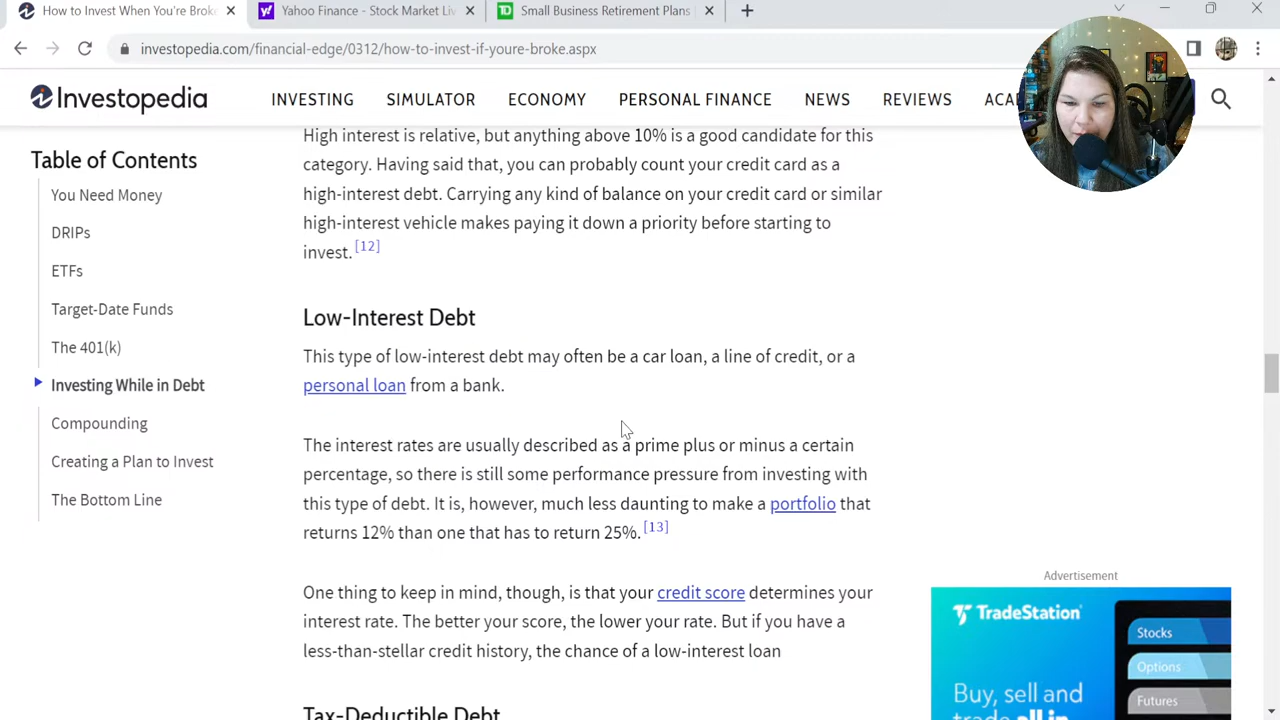 How to Invest When You're Broke
Yahoo Finance - Stock Market Liv
Small Business Retirement Plans
investopedia.com/financial-edge/0312/how-to-invest-if-youre-broke.aspx
Investopedia
INVESTING
SIMULATOR
ECONOMY
PERSONAL FINANCE
NEWS
REVIEWS
Table of Contents
You Need Money
DRIPs
ETFs
Target-Date Funds
The 401(k)
Investing While in Debt
Compounding
Creating a Plan to Invest
The Bottom Line
High interest is relative, but anything above 10% is a good candidate for this
category. Having said that, you can probably count your credit card as a
high-interest debt. Carrying any kind of balance on your credit card or similar
high-interest vehicle makes paying it down a priority before starting to
invest. [12]
Low-Interest Debt
This type of low-interest debt may often be a car loan, a line of credit, or a
personal loan from a bank.
The interest rates are usually described as a prime plus or minus a certain
percentage, so there is still some performance pressure from investing with
this type of debt. It is, however, much less daunting to make a portfolio that
returns 12% than one that has to return 25%. [13]
One thing to keep in mind, though, is that your credit score determines your
interest rate. The better your score, the lower your rate. But if you have a
less-than-stellar credit history, the chance of a low-interest loan
Tax-Deductible Debt
Advertisement
TradeStation
Buy, sell and
trade all in
Stocks
Options
Futures